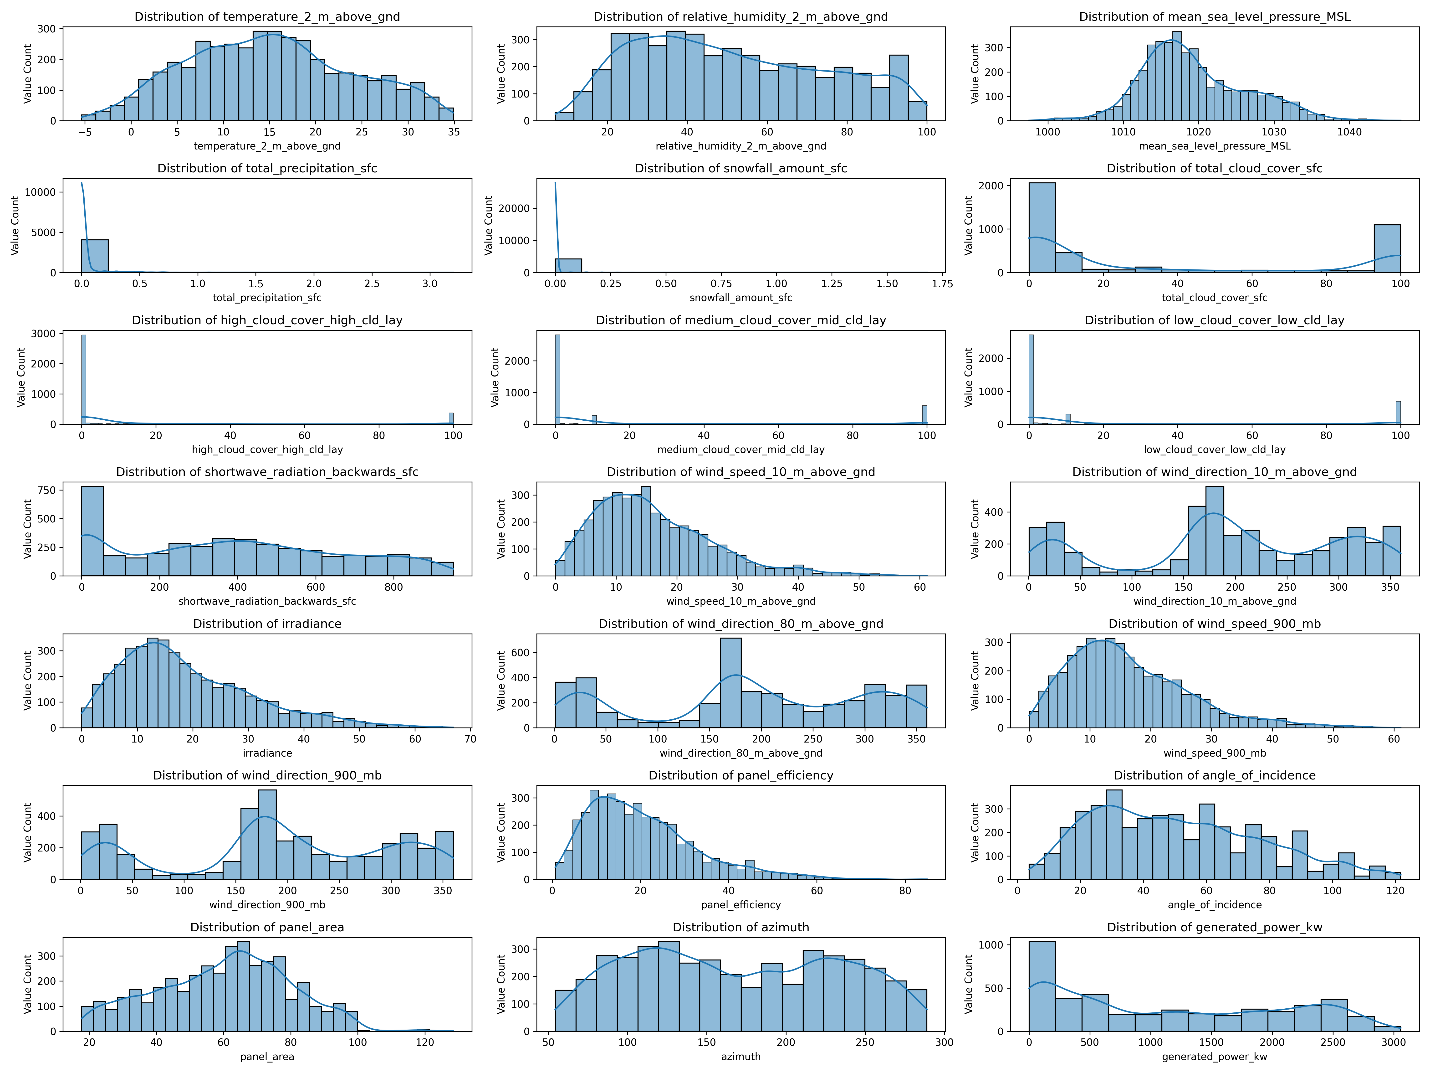 Distribution of temperature_2_m_above_gnd
Value Count
300
200
100
0
−5 0 5 10 15 20 25 30 35
temperature_2_m_above_gnd
Distribution of relative_humidity_2_m_above_gnd
Value Count
300
200
100
0
20 40 60 80 100
relative_humidity_2_m_above_gnd
Distribution of mean_sea_level_pressure_MSL
Value Count
300
200
100
0
1000 1010 1020 1030 1040
mean_sea_level_pressure_MSL
Distribution of total_precipitation_sfc
Value Count
10000
5000
0
0.0 0.5 1.0 1.5 2.0 2.5 3.0
total_precipitation_sfc
Distribution of snowfall_amount_sfc
Value Count
20000
10000
0
0.00 0.25 0.50 0.75 1.00 1.25 1.50 1.75
snowfall_amount_sfc
Distribution of total_cloud_cover_sfc
Value Count
2000
1000
0
0 20 40 60 80 100
total_cloud_cover_sfc
Distribution of high_cloud_cover_high_cld_lay
Value Count
3000
2000
1000
0
0 20 40 60 80 100
high_cloud_cover_high_cld_lay
Distribution of medium_cloud_cover_mid_cld_lay
Value Count
2000
1000
0
0 20 40 60 80 100
medium_cloud_cover_mid_cld_lay
Distribution of low_cloud_cover_low_cld_lay
Value Count
2000
1000
0
0 20 40 60 80 100
low_cloud_cover_low_cld_lay
Distribution of shortwave_radiation_backwards_sfc
Value Count
750
500
250
0
0 200 400 600 800
shortwave_radiation_backwards_sfc
Distribution of wind_speed_10_m_above_gnd
Value Count
300
200
100
0
0 10 20 30 40 50 60
wind_speed_10_m_above_gnd
Distribution of wind_direction_10_m_above_gnd
Value Count
400
200
0
0 50 100 150 200 250 300 350
wind_direction_10_m_above_gnd
Distribution of irradiance
Value Count
300
200
100
0
0 10 20 30 40 50 60 70
irradiance
Distribution of wind_direction_80_m_above_gnd
Value Count
600
400
200
0
0 50 100 150 200 250 300 350
wind_direction_80_m_above_gnd
Distribution of wind_speed_900_mb
Value Count
300
200
100
0
0 10 20 30 40 50 60
wind_speed_900_mb
Distribution of wind_direction_900_mb
Value Count
400
200
0
0 50 100 150 200 250 300 350
wind_direction_900_mb
Distribution of panel_efficiency
Value Count
300
200
100
0
0 20 40 60 80
panel_efficiency
Distribution of angle_of_incidence
Value Count
300
200
100
0
0 20 40 60 80 100 120
angle_of_incidence
Distribution of panel_area
Value Count
300
200
100
0
20 40 60 80 100 120
panel_area
Distribution of azimuth
Value Count
300
200
100
0
50 100 150 200 250 300
azimuth
Distribution of generated_power_kw
Value Count
1000
500
0
0 500 1000 1500 2000 2500 3000
generated_power_kw